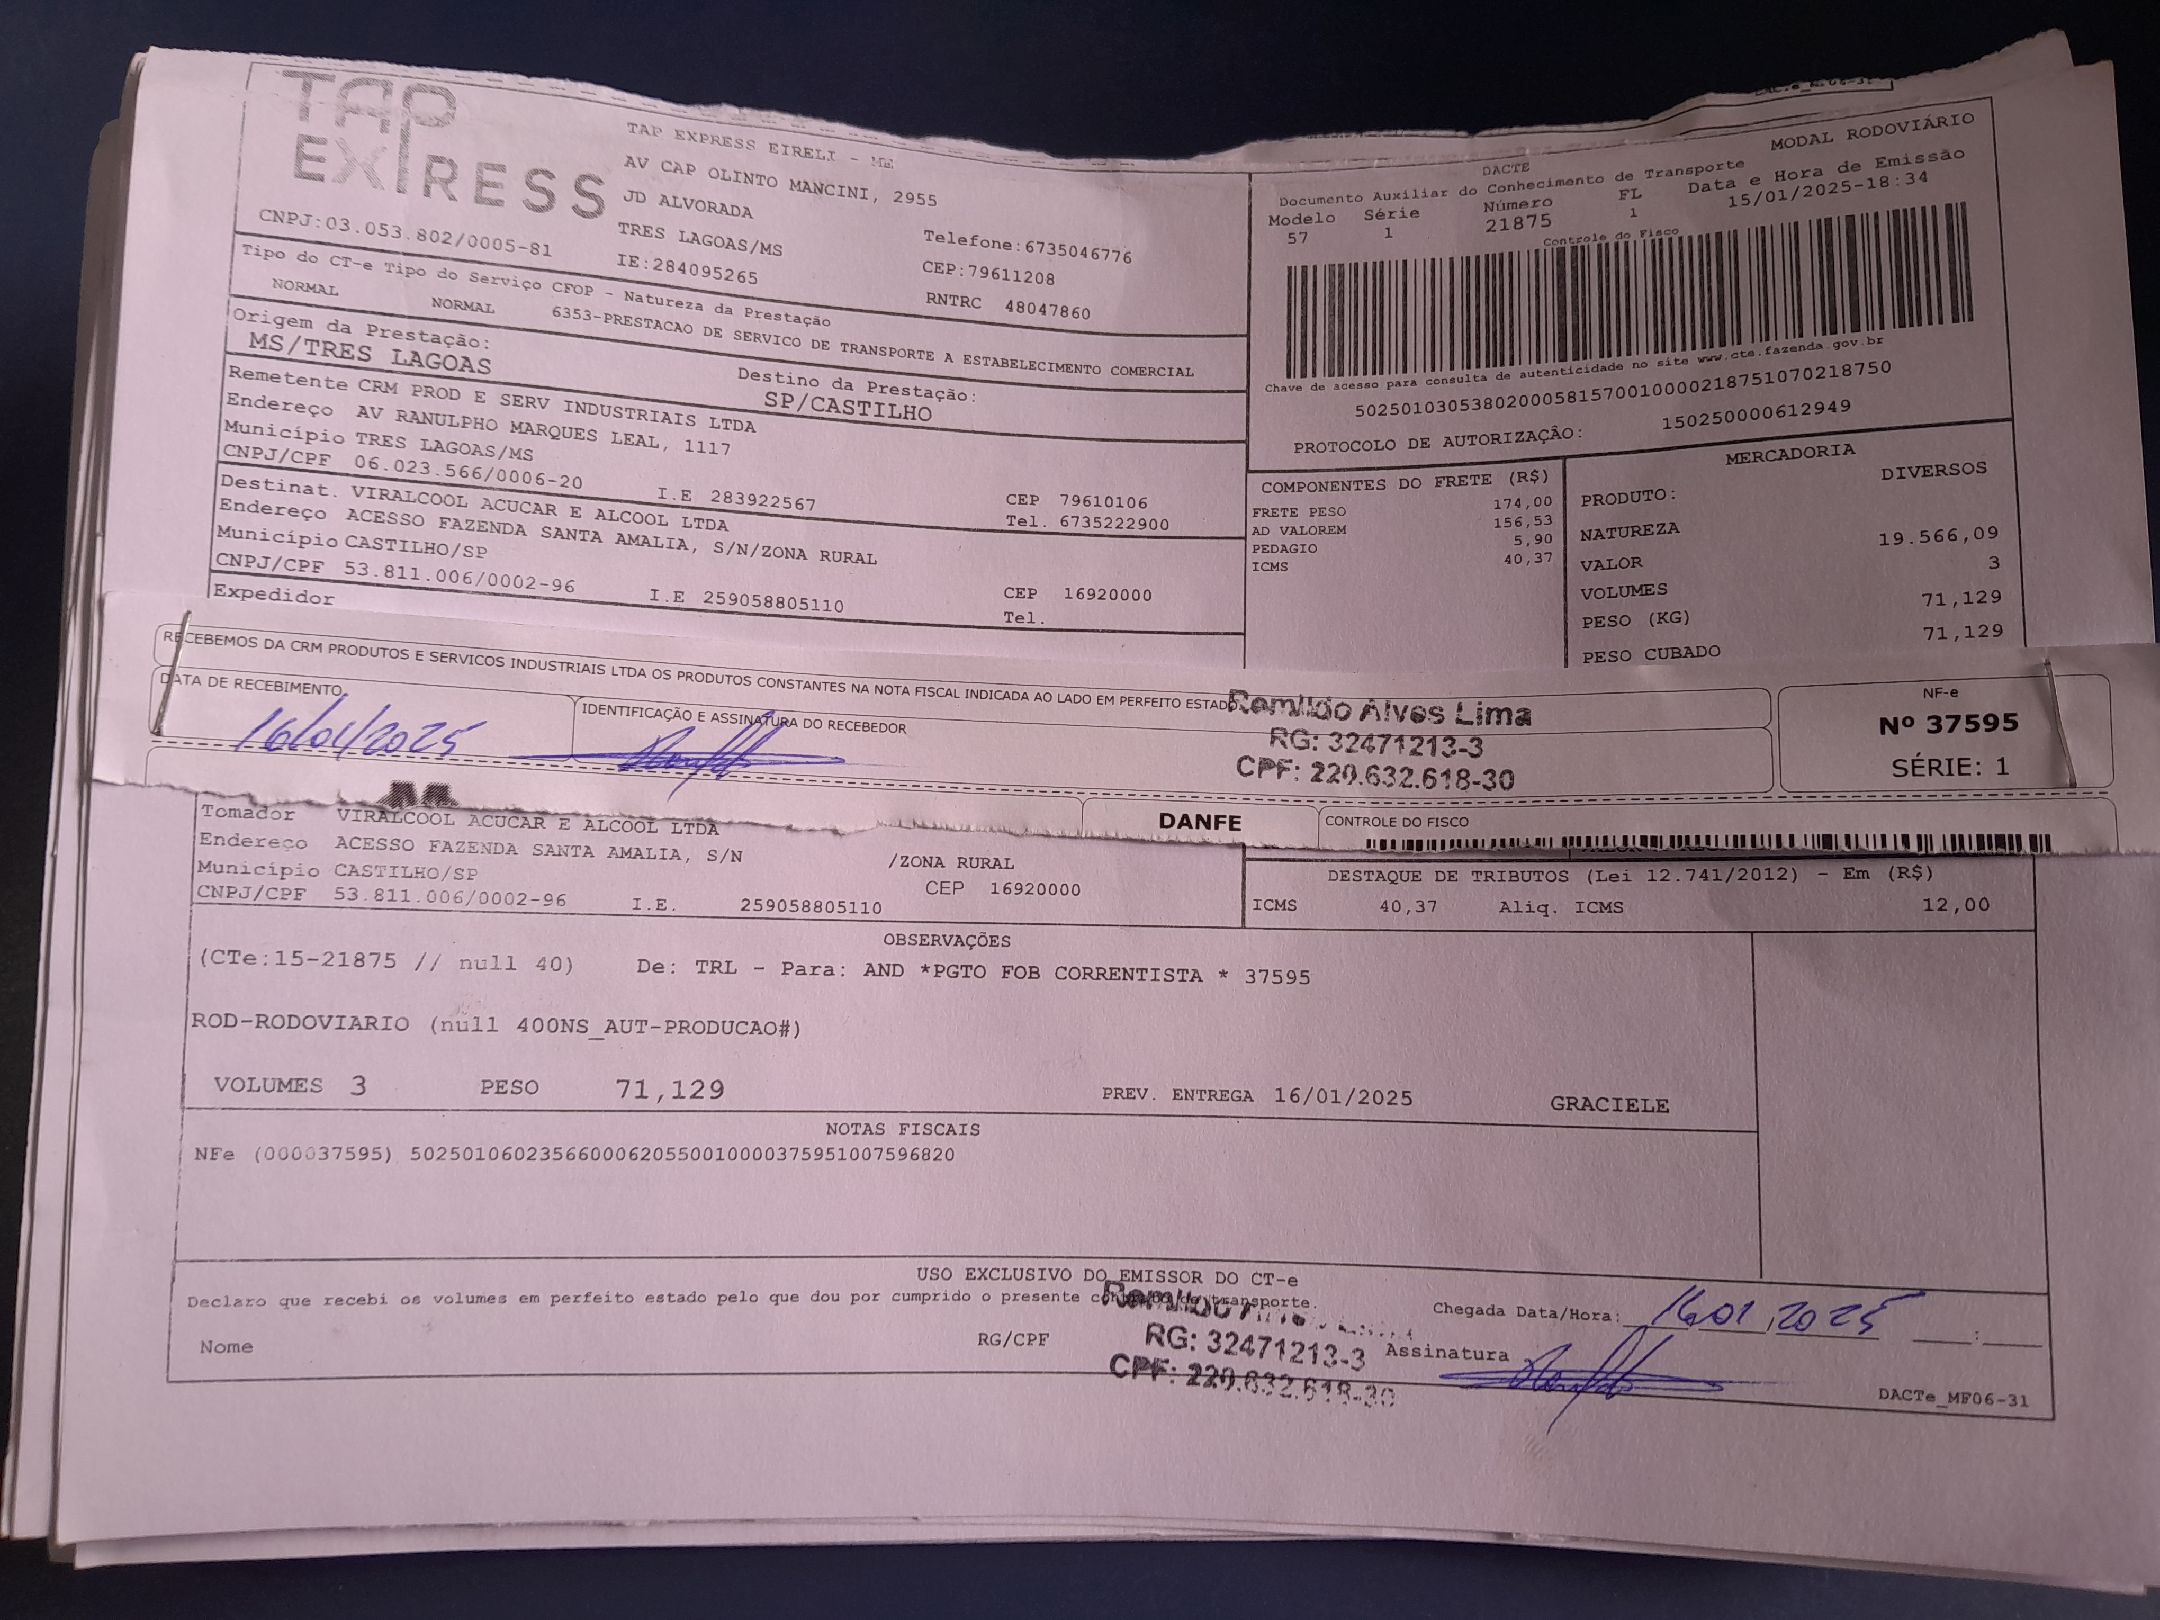 DACTe_MF06-31
TAP
EXPRESS
TAP EXPRESS EIRELI - ME
AV CAP OLINTO MANCINI, 2955
JD ALVORADA
TRES LAGOAS/MS
Telefone:6735046776
CNPJ:03.053.802/0005-81
IE:284095265
CEP:79611208
RNTRC 48047860
DACTE
MODAL RODOVIÁRIO
Documento Auxiliar do Conhecimento de Transporte
Modelo Série Número FL Data e Hora de Emissão
57 1 21875 1 15/01/2025-18:34
Controle do Fisco
Chave de acesso para consulta de autenticidade no site www.cte.fazenda.gov.br
50250103053802000581570010000218751070218750
PROTOCOLO DE AUTORIZAÇÃO: 150250000612949
Tipo do CT-e Tipo do Serviço CFOP - Natureza da Prestação
NORMAL NORMAL 6353-PRESTACAO DE SERVICO DE TRANSPORTE A ESTABELECIMENTO COMERCIAL
Origem da Prestação:
MS/TRES LAGOAS
Destino da Prestação:
SP/CASTILHO
Remetente CRM PROD E SERV INDUSTRIAIS LTDA
Endereço AV RANULPHO MARQUES LEAL, 1117
Município TRES LAGOAS/MS
CEP 79610106
CNPJ/CPF 06.023.566/0006-20 I.E 283922567 Tel. 6735222900
Destinat. VIRALCOOL ACUCAR E ALCOOL LTDA
Endereço ACESSO FAZENDA SANTA AMALIA, S/N/ZONA RURAL
Município CASTILHO/SP
CEP 16920000
CNPJ/CPF 53.811.006/0002-96 I.E 259058805110 Tel.
Expedidor
COMPONENTES DO FRETE (R$)
FRETE PESO 174,00
AD VALOREM 156,53
PEDAGIO 5,90
ICMS 40,37
MERCADORIA
PRODUTO: DIVERSOS
NATUREZA
VALOR 19.566,09
VOLUMES 3
PESO (KG) 71,129
PESO CUBADO 71,129
RECEBEMOS DA CRM PRODUTOS E SERVICOS INDUSTRIAIS LTDA OS PRODUTOS CONSTANTES NA NOTA FISCAL INDICADA AO LADO EM PERFEITO ESTADO
DATA DE RECEBIMENTO
16/01/2025
IDENTIFICAÇÃO E ASSINATURA DO RECEBEDOR
Romildo Alves Lima
RG: 32471213-3
CPF: 220.632.618-30
NF-e
Nº 37595
SÉRIE: 1
DANFE
CONTROLE DO FISCO
Tomador VIRALCOOL ACUCAR E ALCOOL LTDA
Endereço ACESSO FAZENDA SANTA AMALIA, S/N /ZONA RURAL
Município CASTILHO/SP CEP 16920000
CNPJ/CPF 53.811.006/0002-96 I.E. 259058805110
DESTAQUE DE TRIBUTOS (Lei 12.741/2012) - Em (R$)
ICMS 40,37 Aliq. ICMS 12,00
OBSERVAÇÕES
(CTe:15-21875 // null 40) De: TRL - Para: AND *PGTO FOB CORRENTISTA * 37595
ROD-RODOVIARIO (null 400NS_AUT-PRODUCAO#)
VOLUMES 3 PESO 71,129 PREV. ENTREGA 16/01/2025 GRACIELE
NOTAS FISCAIS
NFe (000037595) 50250106023566000620550010000375951007596820
USO EXCLUSIVO DO EMISSOR DO CT-e
Declaro que recebi os volumes em perfeito estado pelo que dou por cumprido o presente contrato de transporte.
Chegada Data/Hora: 16 01 2025 :
Nome RG/CPF
Romildo Alves Lima
RG: 32471213-3
CPF: 220.632.618-30
Assinatura
DACTe_MF06-31